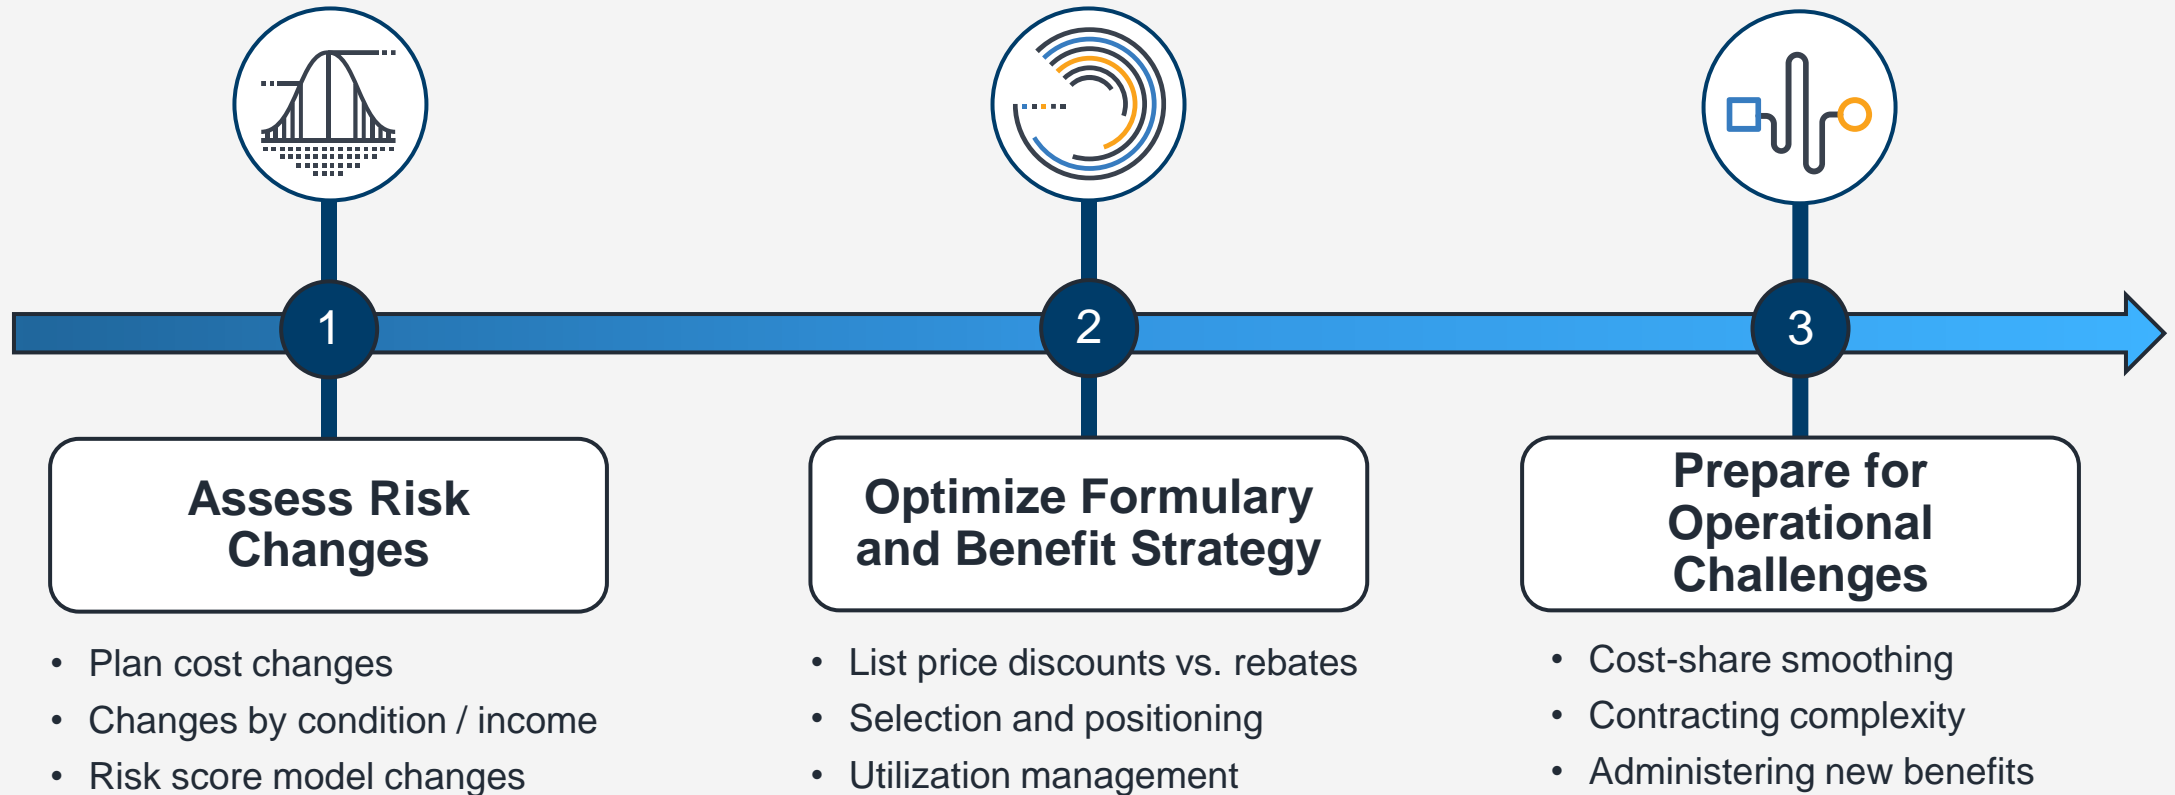 1
Assess Risk
Changes
• Plan cost changes
• Changes by condition / income
• Risk score model changes
2
Optimize Formulary
and Benefit Strategy
• List price discounts vs. rebates
• Selection and positioning
• Utilization management
3
Prepare for
Operational
Challenges
• Cost-share smoothing
• Contracting complexity
• Administering new benefits